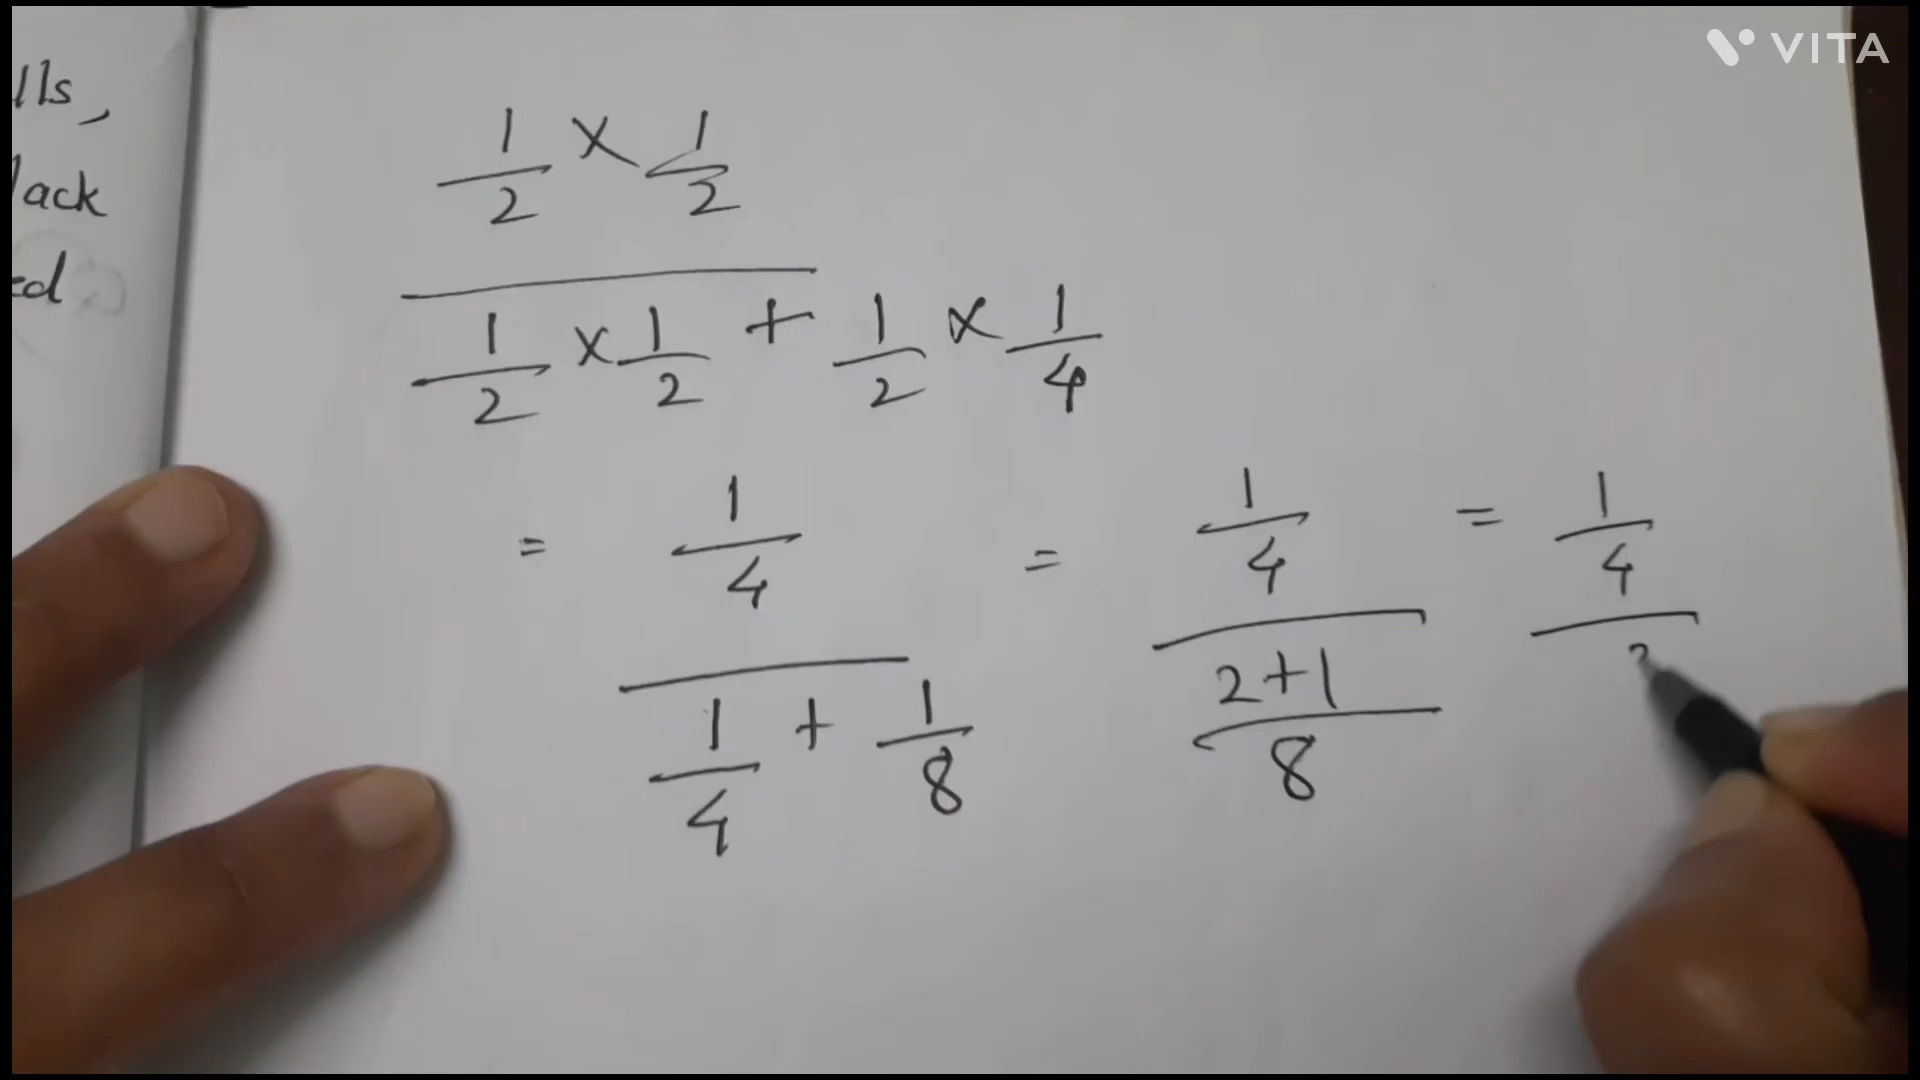 VITA
lls,
lack
ed
1/2 × 1/2
1/2 × 1/2 + 1/2 × 1/4
= 1/4 = 1/4 = 1/4
1/4 + 1/8 2+1/8